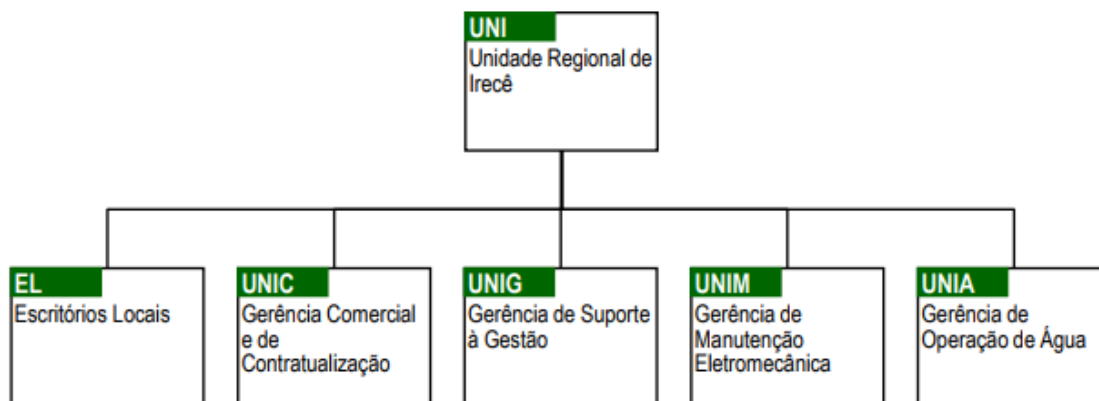 UNI
Unidade Regional de
Irecê
EL
Escritórios Locais
UNIC
Gerência Comercial
e de
Contratualização
UNIG
Gerência de Suporte
à Gestão
UNIM
Gerência de
Manutenção
Eletromecânica
UNIA
Gerência de
Operação de Água